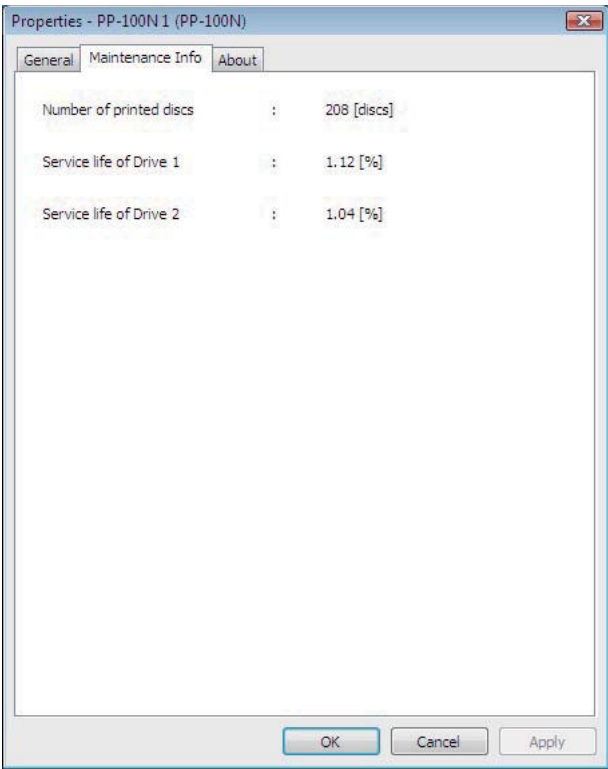 Properties - PP-100N 1 (PP-100N)
General Maintenance Info About
Number of printed discs : 208 [discs]
Service life of Drive 1 : 1.12 [%]
Service life of Drive 2 : 1.04 [%]
OK Cancel Apply